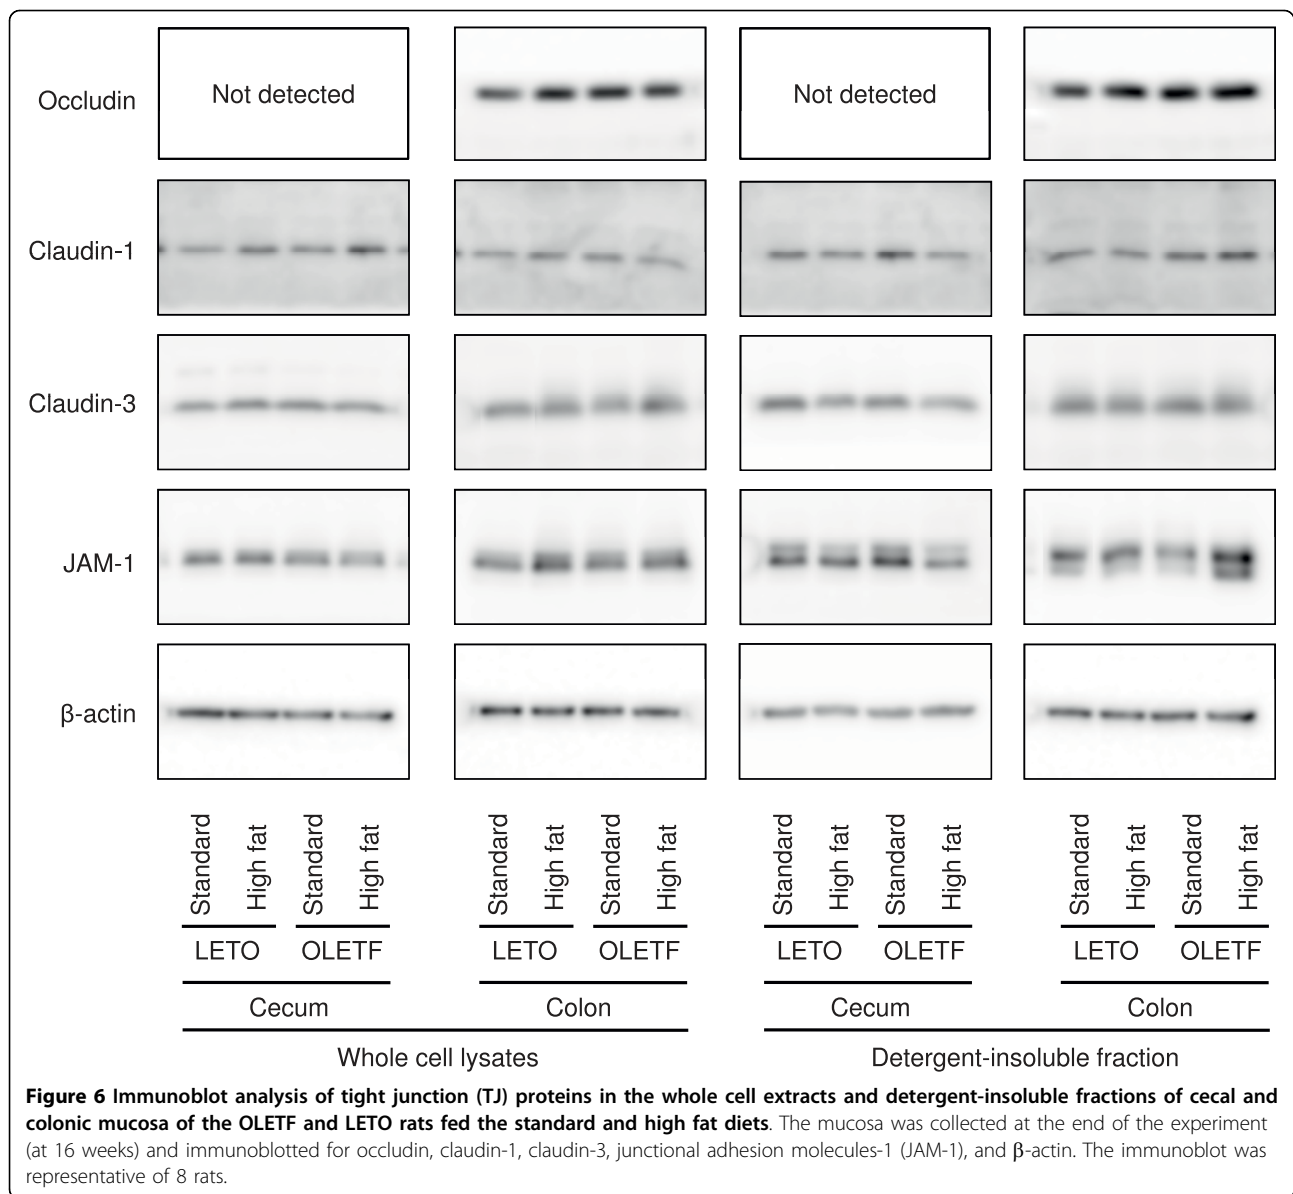 Occludin
Not detected
Not detected
Claudin-1
Claudin-3
JAM-1
β-actin
Standard
High fat
Standard
High fat
Standard
High fat
Standard
High fat
Standard
High fat
Standard
High fat
Standard
High fat
Standard
High fat
LETO
OLETF
LETO
OLETF
LETO
OLETF
LETO
OLETF
Cecum
Colon
Cecum
Colon
Whole cell lysates
Detergent-insoluble fraction
Figure 6 Immunoblot analysis of tight junction (TJ) proteins in the whole cell extracts and detergent-insoluble fractions of cecal and
colonic mucosa of the OLETF and LETO rats fed the standard and high fat diets. The mucosa was collected at the end of the experiment
(at 16 weeks) and immunoblotted for occludin, claudin-1, claudin-3, junctional adhesion molecules-1 (JAM-1), and β-actin. The immunoblot was
representative of 8 rats.